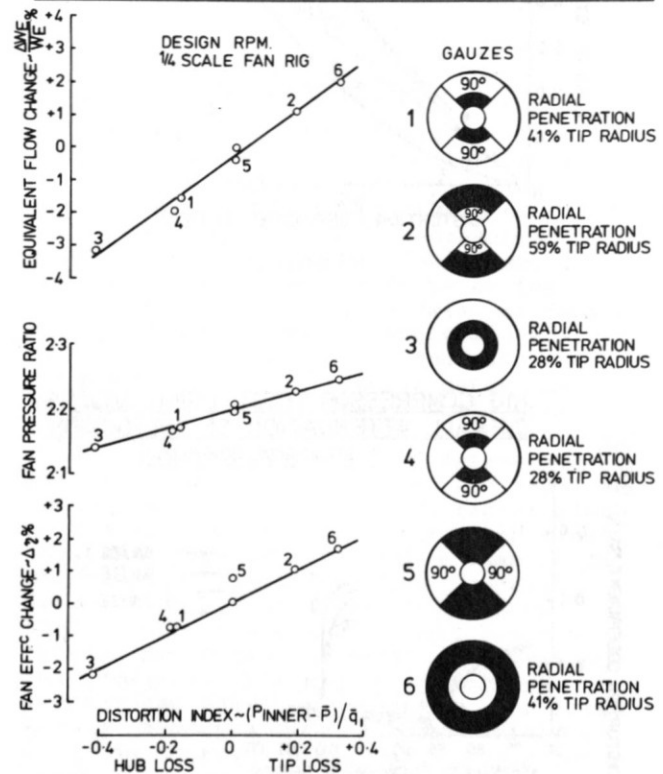 EQUIVALENT FLOW CHANGE~ΔWE/WE %
+4
+3
+2
+1
0
-1
-2
-3
-4
DESIGN RPM.
1/4 SCALE FAN RIG
6
2
5
1
4
3
FAN PRESSURE RATIO
2·3
2·2
2·1
6
2
5
1
4
3
FAN EFFᶜ CHANGE~Δη%
+3
+2
+1
0
-1
-2
-3
6
5
2
4
1
3
DISTORTION INDEX~(PINNER-P̄)/q̄₁
-0·4
-0·2
0
+0·2
+0·4
HUB LOSS
TIP LOSS
GAUZES
1
90°
90°
RADIAL
PENETRATION
41% TIP RADIUS
2
90°
90°
RADIAL
PENETRATION
59% TIP RADIUS
3
RADIAL
PENETRATION
28% TIP RADIUS
4
90°
90°
RADIAL
PENETRATION
28% TIP RADIUS
5
90°
90°
6
RADIAL
PENETRATION
41% TIP RADIUS